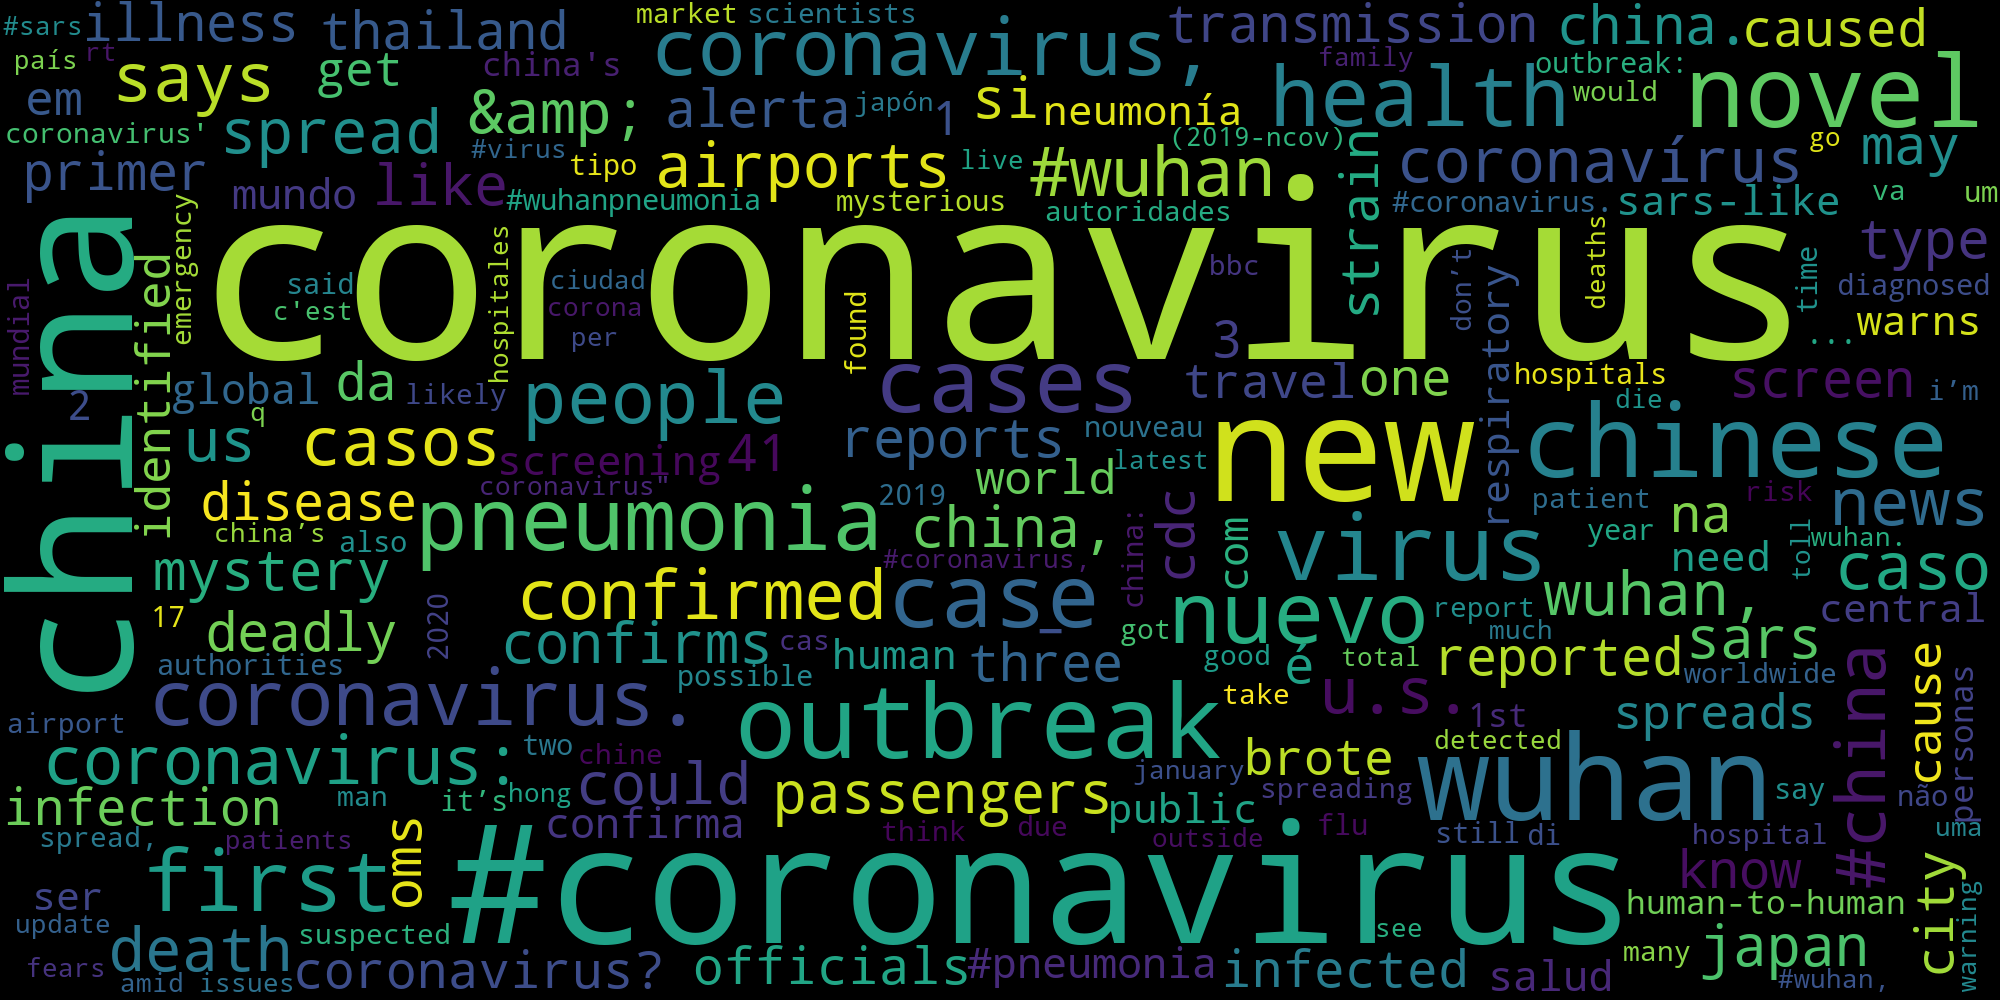 #sars
illness
thailand
market
scientists
coronavirus,
transmission
china.
caused
país
rt
says
get
china's
family
outbreak:
novel
em
&amp;
alerta
japón
1
si
neumonía
health
would
coronavirus'
spread
#virus
tipo
airports
live
#wuhan.
(2019-ncov)
strain
coronavírus
go
may
primer
mundo
like
#wuhanpneumonia
mysterious
autoridades
#coronavirus.
sars-like
va
um
china
identified
emergency
coronavirus
hospitales
said
c'est
ciudad
corona
per
found
bbc
deaths
don’t
respiratory
time
type
diagnosed
...
warns
mundial
2
global
q
da
likely
people
cases
3
travel
one
hospitals
die
screen
i’m
us
casos
screening
41
reports
nouveau
latest
new
chinese
coronavirus"
2019
world
disease
pneumonia
china,
cdc
com
virus
patient
risk
news
china’s
also
year
na
toll
wuhan.
mystery
#coronavirus,
china:
need
caso
17
deadly
2020
confirmed
case
_
got
nuevo
report
much
wuhan,
central
authorities
confirms
cas
human
three
good
é
total
reported
sars
worldwide
coronavirus.
possible
outbreak
take
u.s.
1st
spreads
#china
cause
personas
airport
coronavirus:
two
chine
could
january
brote
detected
wuhan
infection
man
it’s
hong
confirma
passengers
public
spreading
say
não
spread,
patients
oms
think
due
outside
flu
still
di
hospital
uma
first
#coronavirus
know
city
ser
human-to-human
warning
update
death
suspected
see
many
japan
fears
amid
issues
coronavirus?
officials
#pneumonia
infected
salud
#wuhan,